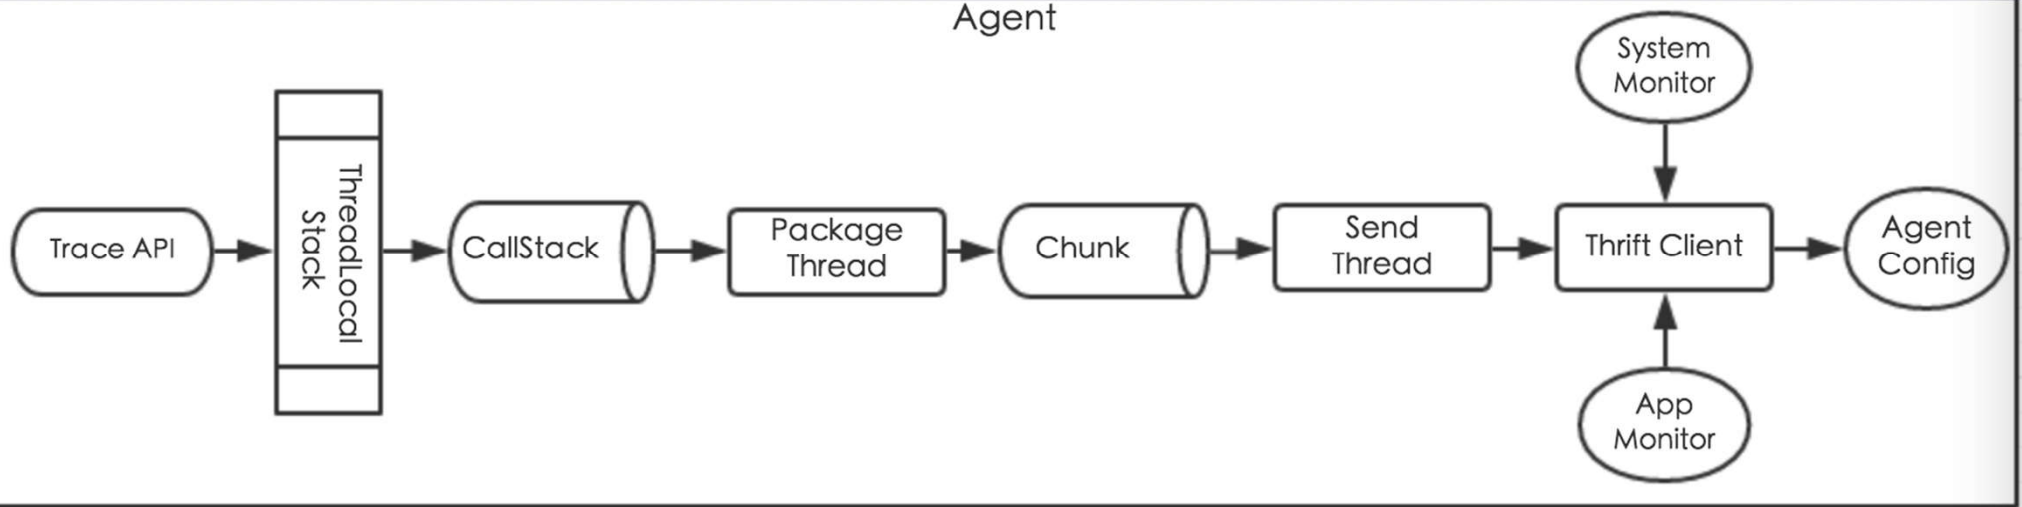 Agent
System
Monitor
Trace API
ThreadLocal
Stack
CallStack
Package
Thread
Chunk
Send
Thread
Thrift Client
Agent
Config
App
Monitor